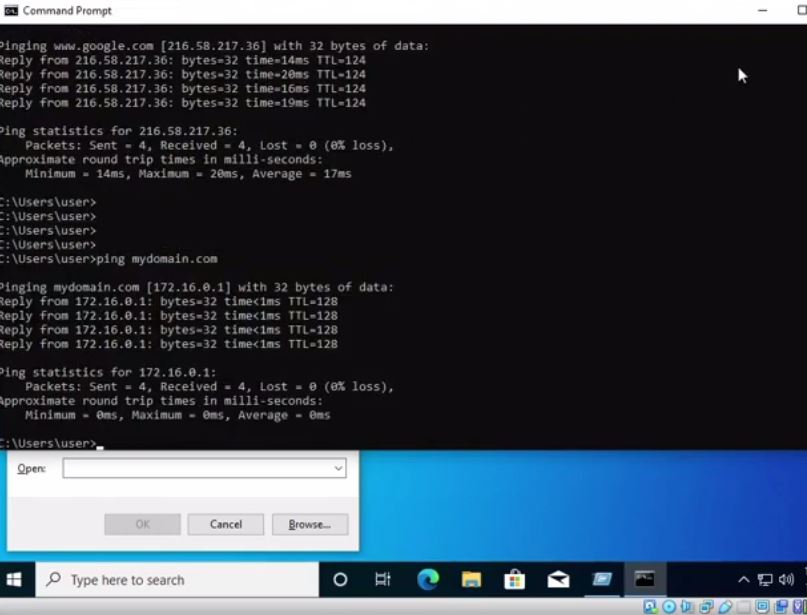 Command Prompt
Pinging www.google.com [216.58.217.36] with 32 bytes of data:
Reply from 216.58.217.36: bytes=32 time=14ms TTL=124
Reply from 216.58.217.36: bytes=32 time=20ms TTL=124
Reply from 216.58.217.36: bytes=32 time=16ms TTL=124
Reply from 216.58.217.36: bytes=32 time=19ms TTL=124
Ping statistics for 216.58.217.36:
Packets: Sent = 4, Received = 4, Lost = 0 (0% loss),
Approximate round trip times in milli-seconds:
Minimum = 14ms, Maximum = 20ms, Average = 17ms
C:\Users\user>
C:\Users\user>
C:\Users\user>
C:\Users\user>
C:\Users\user>ping mydomain.com
Pinging mydomain.com [172.16.0.1] with 32 bytes of data:
Reply from 172.16.0.1: bytes=32 time<1ms TTL=128
Reply from 172.16.0.1: bytes=32 time<1ms TTL=128
Reply from 172.16.0.1: bytes=32 time<1ms TTL=128
Reply from 172.16.0.1: bytes=32 time<1ms TTL=128
Ping statistics for 172.16.0.1:
Packets: Sent = 4, Received = 4, Lost = 0 (0% loss),
Approximate round trip times in milli-seconds:
Minimum = 0ms, Maximum = 0ms, Average = 0ms
C:\Users\user>
Open:
OK Cancel Browse...
Type here to search